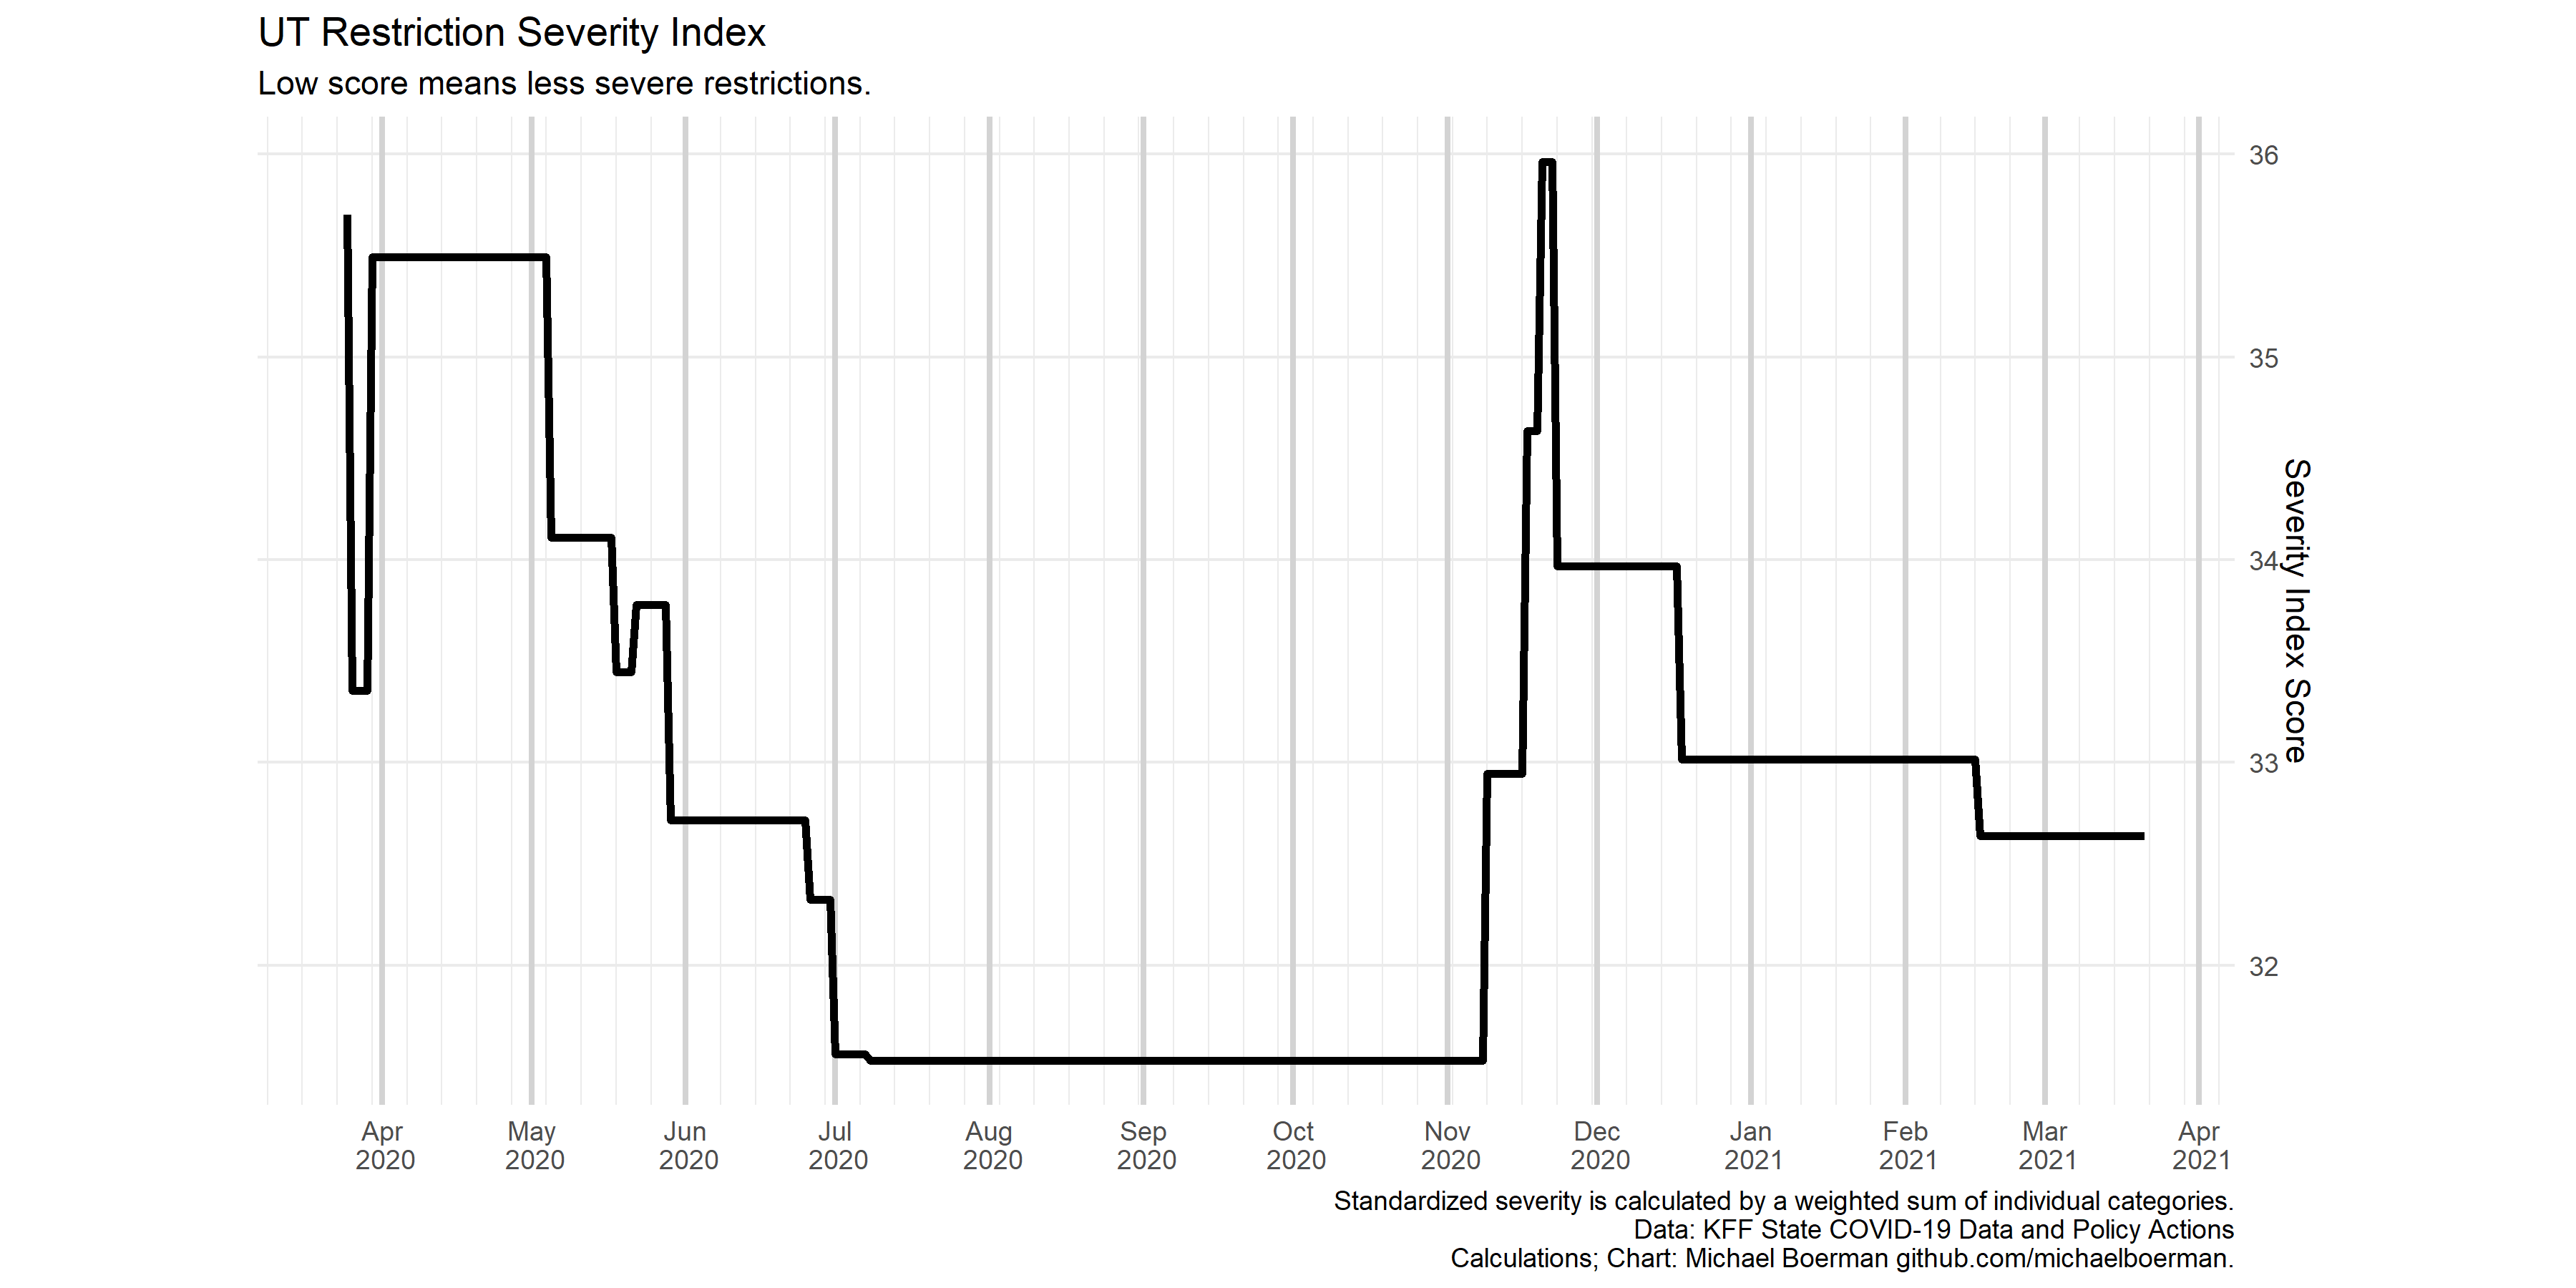 UT Restriction Severity Index
Low score means less severe restrictions.
36
35
34
33
32
Severity Index Score
Apr 2020
May 2020
Jun 2020
Jul 2020
Aug 2020
Sep 2020
Oct 2020
Nov 2020
Dec 2020
Jan 2021
Feb 2021
Mar 2021
Apr 2021
Standardized severity is calculated by a weighted sum of individual categories.
Data: KFF State COVID-19 Data and Policy Actions
Calculations; Chart: Michael Boerman github.com/michaelboerman.